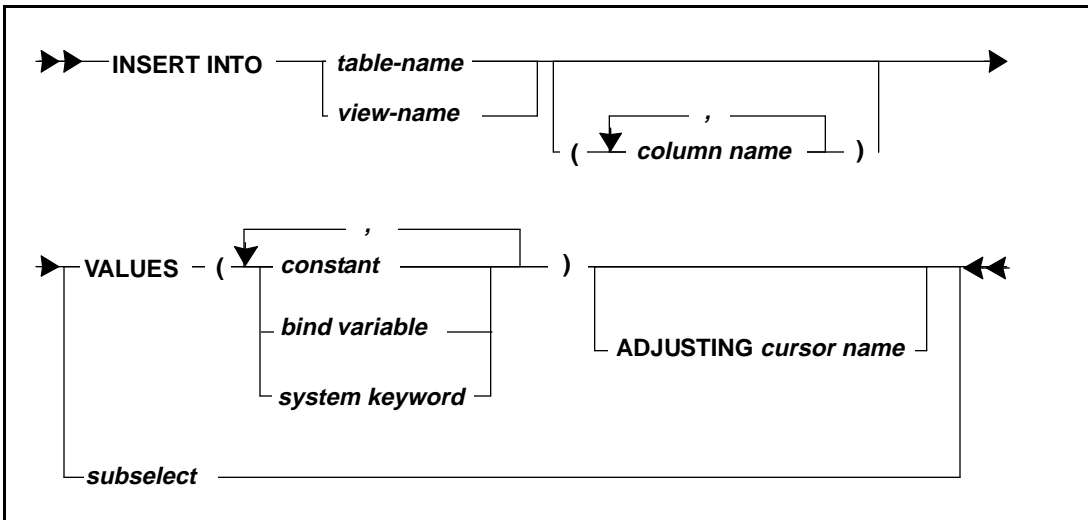 INSERT INTO table-name
view-name
,
( column name )
,
VALUES ( constant )
bind variable
ADJUSTING cursor name
system keyword
subselect